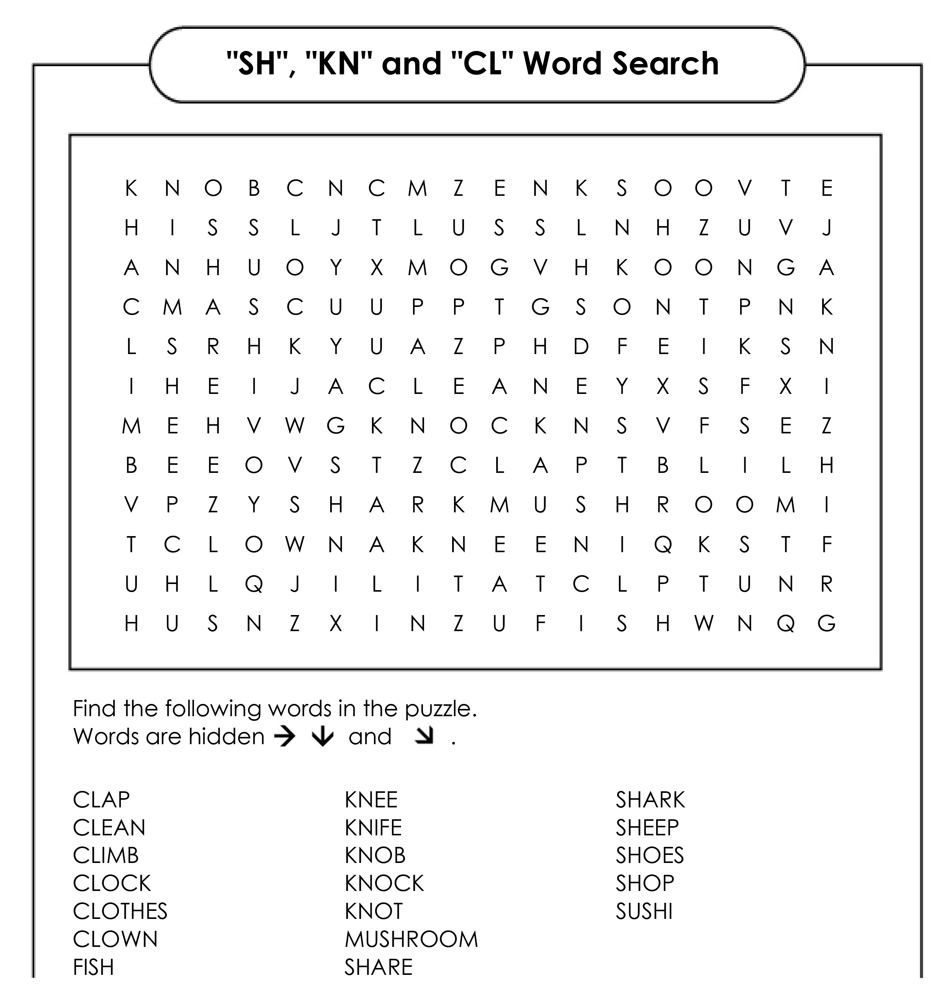 "SH", "KN" and "CL" Word Search
K N O B C N C M Z E N K S O O V T E
H I S S L J T L U S S L N H Z U V J
A N H U O Y X M O G V H K O O N G A
C M A S C U U P P T G S O N T P N K
L S R H K Y U A Z P H D F E I K S N
I H E I J A C L E A N E Y X S F X I
M E H V W G K N O C K N S V F S E Z
B E E O V S T Z C L A P T B L I L H
V P Z Y S H A R K M U S H R O O M I
T C L O W N A K N E E N I Q K S T F
U H L Q J I L I T A T C L P T U N R
H U S N Z X I N Z U F I S H W N Q G
Find the following words in the puzzle.
Words are hidden → ↓ and ↘ .
CLAP KNEE SHARK
CLEAN KNIFE SHEEP
CLIMB KNOB SHOES
CLOCK KNOCK SHOP
CLOTHES KNOT SUSHI
CLOWN MUSHROOM
FISH SHARE